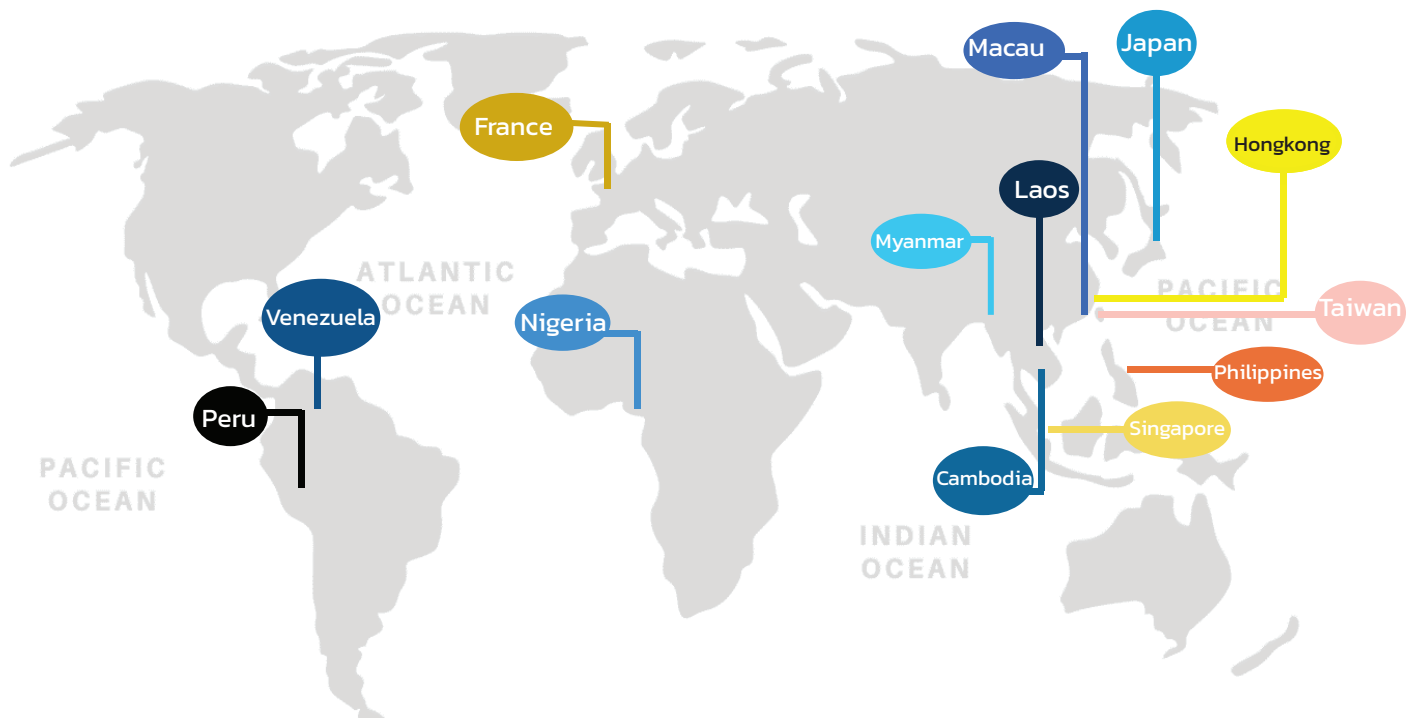 Macau
Japan
France
Hongkong
Laos
Myanmar
ATLANTIC
OCEAN
PACIFIC
OCEAN
Venezuela
Nigeria
Taiwan
Philippines
Peru
Singapore
PACIFIC
OCEAN
Cambodia
INDIAN
OCEAN